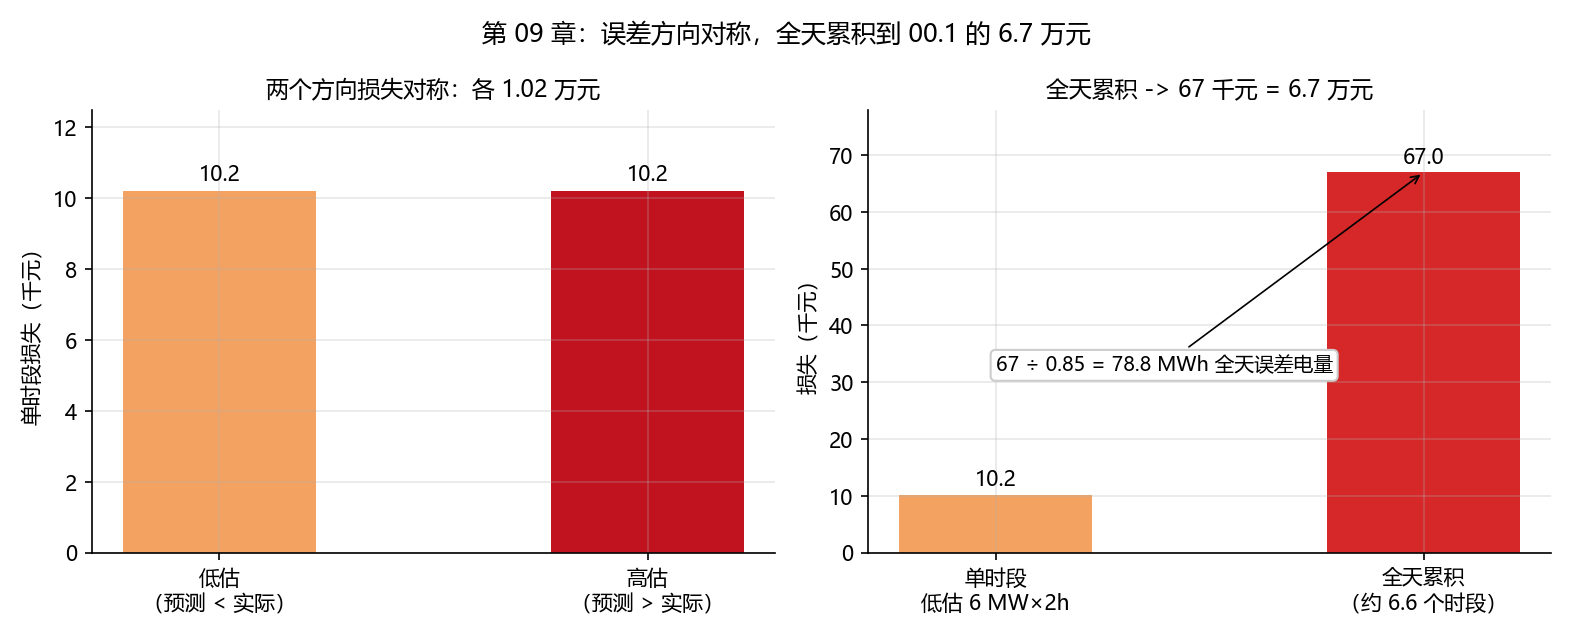 第 09 章：误差方向对称，全天累积到 00.1 的 6.7 万元
两个方向损失对称：各 1.02 万元
单时段损失（千元）
12
10
8
6
4
2
0
10.2
10.2
低估
（预测 < 实际）
高估
（预测 > 实际）
全天累积 -> 67 千元 = 6.7 万元
损失（千元）
70
60
50
40
30
20
10
0
67.0
67 ÷ 0.85 = 78.8 MWh 全天误差电量
10.2
单时段
低估 6 MW×2h
全天累积
（约 6.6 个时段）